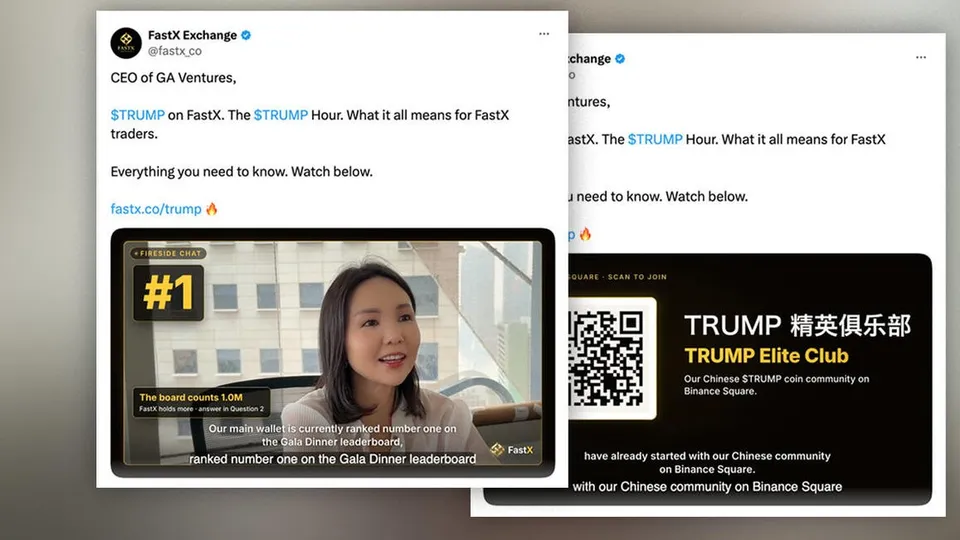 FastX Exchange
@fastx_co
CEO of GA Ventures,
$TRUMP on FastX. The $TRUMP Hour. What it all means for FastX
traders.
Everything you need to know. Watch below.
fastx.co/trump 🔥
FIRESIDE CHAT
#1
The board counts 1.0M
FastX holds more · answer in Question 2
Our main wallet is currently ranked number one on
the Gala Dinner leaderboard,
ranked number one on the Gala Dinner leaderboard
FastX
change
o
ntures,
astX. The $TRUMP Hour. What it all means for FastX
need to know. Watch below.
p 🔥
SQUARE · SCAN TO JOIN
TRUMP 精英俱乐部
TRUMP Elite Club
Our Chinese $TRUMP coin community on
Binance Square.
have already started with our Chinese community
on Binance Square.
with our Chinese community on Binance Square